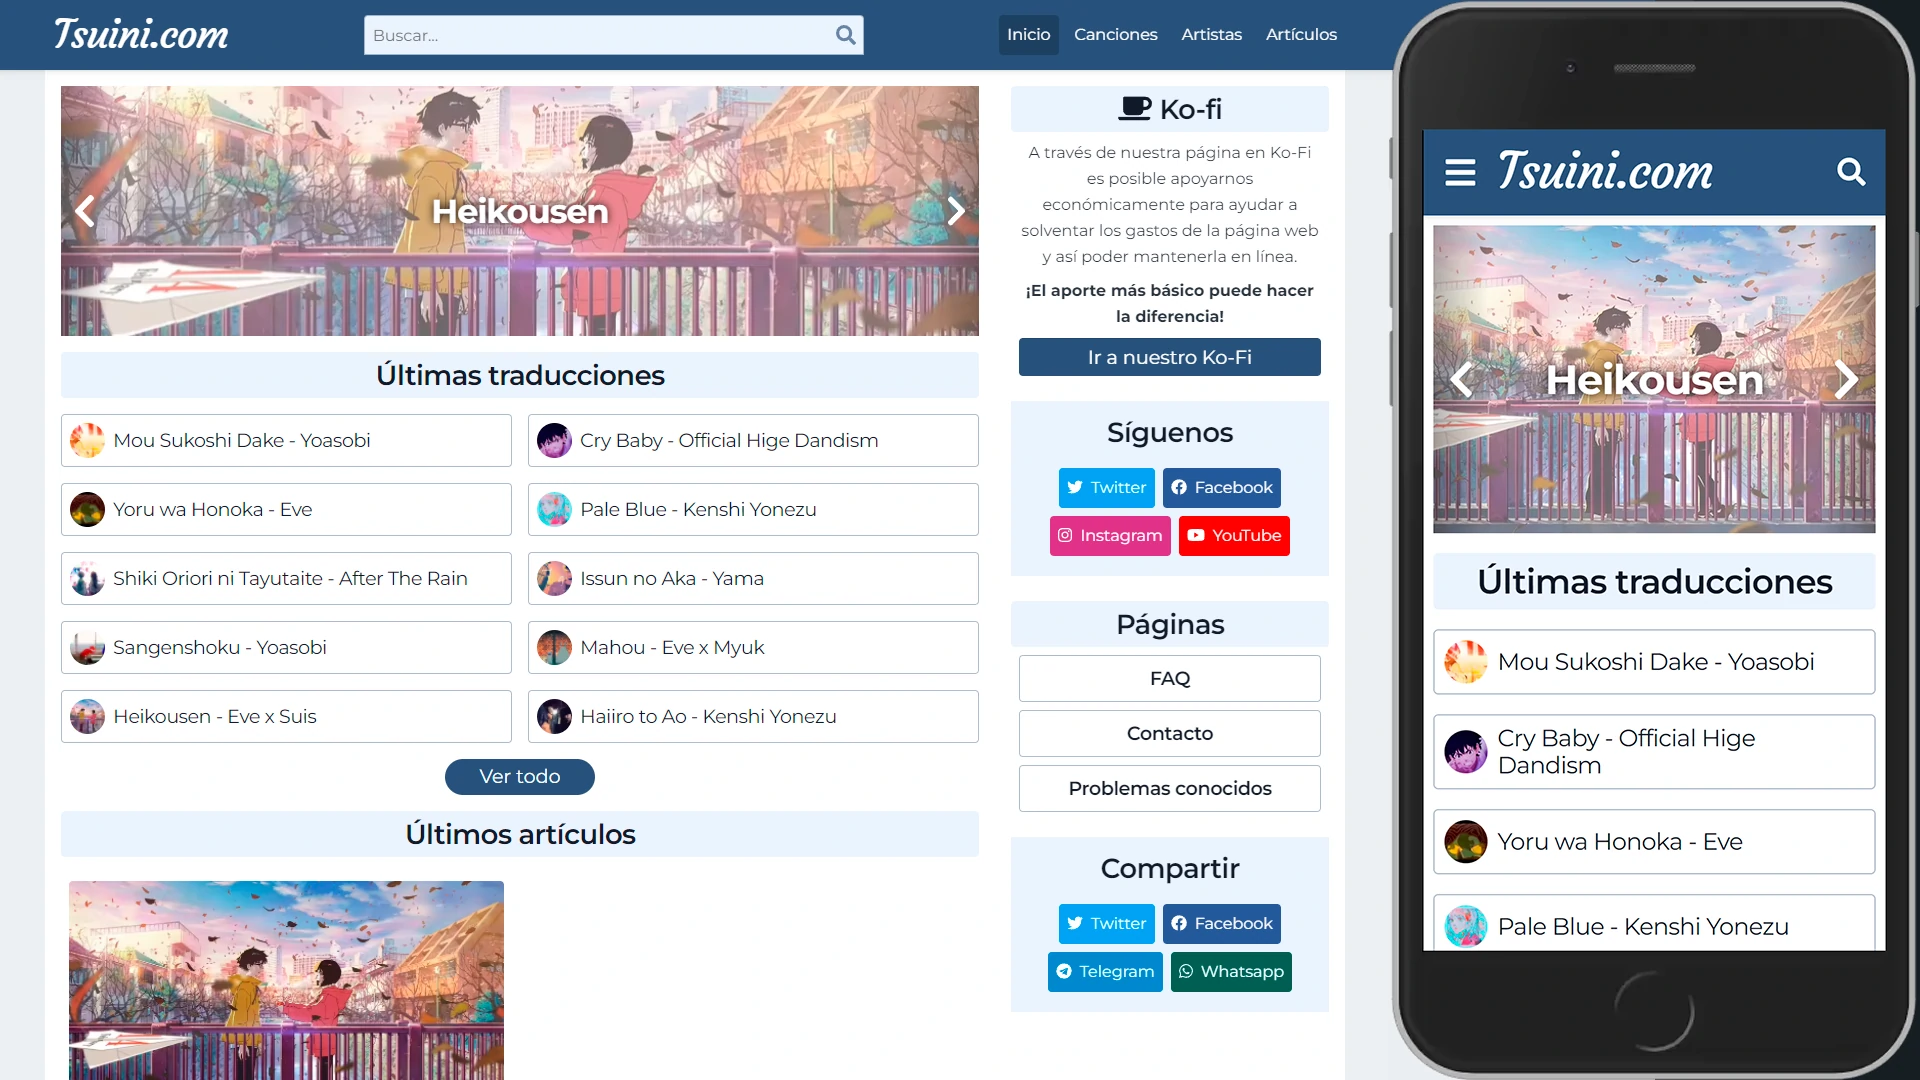 Tsuini.com
Buscar...
Inicio Canciones Artistas Artículos
Heikousen
Últimas traducciones
Mou Sukoshi Dake - Yoasobi
Cry Baby - Official Hige Dandism
Yoru wa Honoka - Eve
Pale Blue - Kenshi Yonezu
Shiki Oriori ni Tayutaite - After The Rain
Issun no Aka - Yama
Sangenshoku - Yoasobi
Mahou - Eve x Myuk
Heikousen - Eve x Suis
Haiiro to Ao - Kenshi Yonezu
Ver todo
Últimos artículos
Ko-fi
A través de nuestra página en Ko-Fi
es posible apoyarnos
económicamente para ayudar a
solventar los gastos de la página web
y así poder mantenerla en línea.
¡El aporte más básico puede hacer
la diferencia!
Ir a nuestro Ko-Fi
Síguenos
Twitter Facebook
Instagram YouTube
Páginas
FAQ
Contacto
Problemas conocidos
Compartir
Twitter Facebook
Telegram Whatsapp
Tsuini.com
Heikousen
Últimas traducciones
Mou Sukoshi Dake - Yoasobi
Cry Baby - Official Hige
Dandism
Yoru wa Honoka - Eve
Pale Blue - Kenshi Yonezu